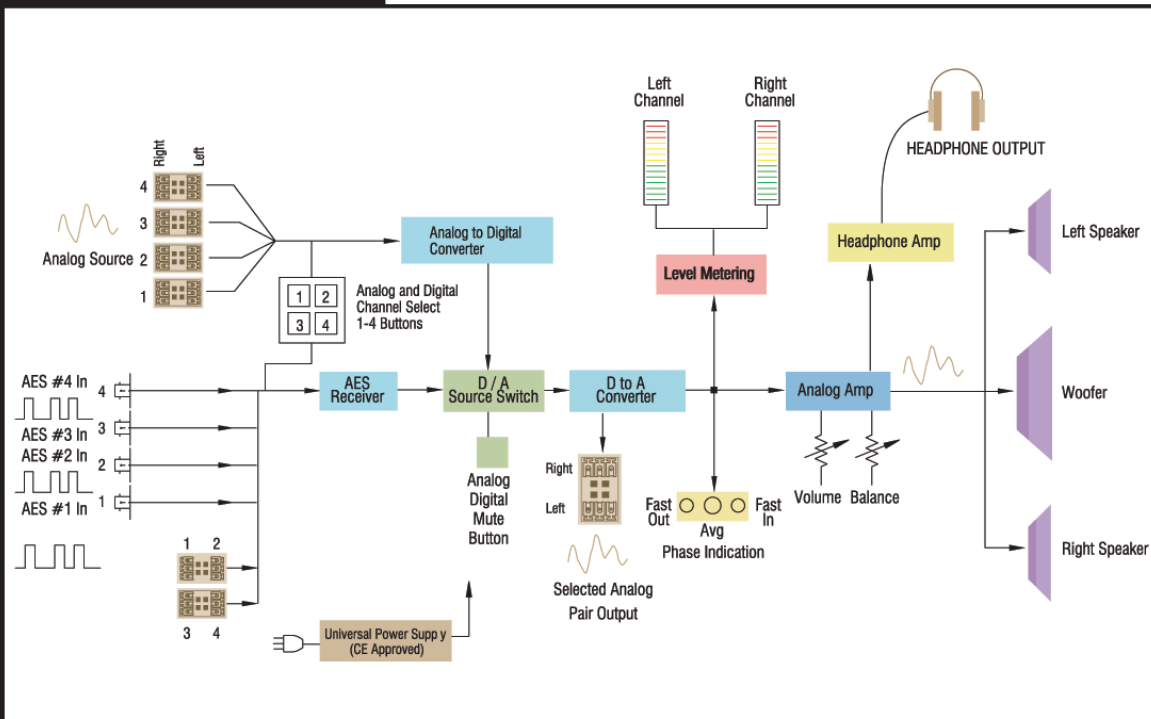 Left
Channel
Right
Channel
HEADPHONE OUTPUT
Right
Left
4
3
2
1
Analog Source
Analog to Digital
Converter
Level Metering
Headphone Amp
Left Speaker
1 2
3 4
Analog and Digital
Channel Select
1-4 Buttons
AES #4 In
4
AES #3 In
3
AES #2 In
2
AES #1 In
1
AES
Receiver
D / A
Source Switch
D to A
Converter
Analog Amp
Woofer
Analog
Digital
Mute
Button
Right
Left
Selected Analog
Pair Output
Fast
Out
Avg
Fast
In
Phase Indication
Volume
Balance
Right Speaker
1 2
3 4
Universal Power Supp y
(CE Approved)